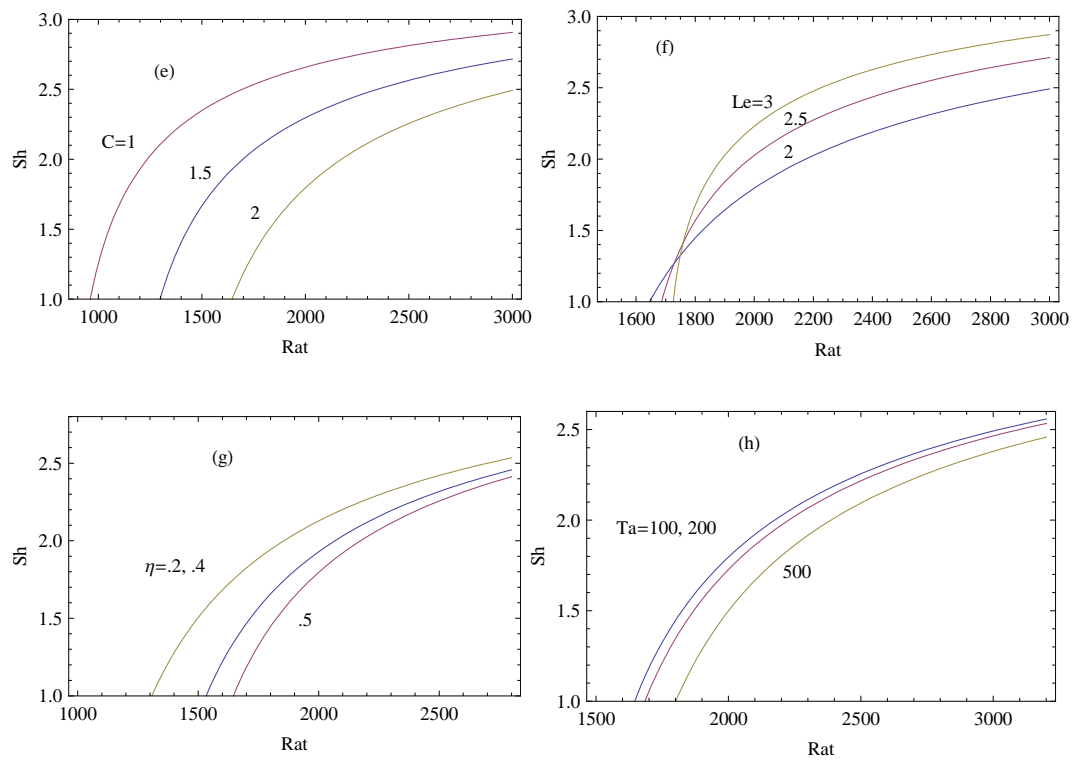 3.0
(e)
2.5
C=1
Sh
2.0
1.5
1.5
2
1.0
1000 1500 2000 2500 3000
Rat
3.0
(f)
2.5
Le=3
2.5
Sh
2.0
2
1.5
1.0
1600 1800 2000 2200 2400 2600 2800 3000
Rat
(g)
2.5
Sh
2.0
η=.2, .4
1.5
.5
1.0
1000 1500 2000 2500
Rat
2.5
(h)
Sh
2.0
Ta=100, 200
500
1.5
1.0
1500 2000 2500 3000
Rat